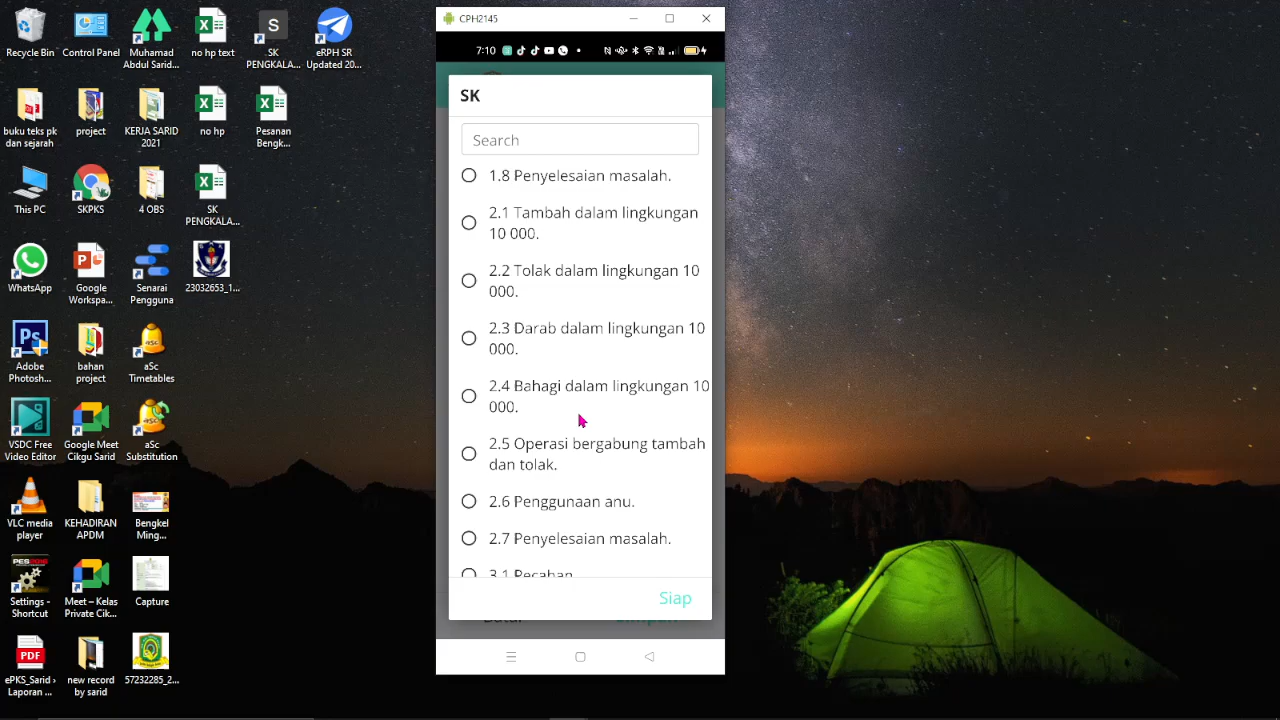 CPH2145
7:10
SK
Search
1.8 Penyelesaian masalah.
2.1 Tambah dalam lingkungan
10 000.
2.2 Tolak dalam lingkungan 10
000.
2.3 Darab dalam lingkungan 10
000.
2.4 Bahagi dalam lingkungan 10
000.
2.5 Operasi bergabung tambah
dan tolak.
2.6 Penggunaan anu.
2.7 Penyelesaian masalah.
3.1 Pecahan
Siap
Recycle Bin
Control Panel
Muhamad
Abdul Sarid...
no hp text
SK
PENGKALA...
eRPH SR
Updated 20...
buku teks pk
dan sejarah
project
KERJA SARID
2021
no hp
Pesanan
Bengk...
This PC
SKPKS
4 OBS
SK
PENGKALA...
WhatsApp
Google
Workspa...
Senarai
Pengguna
23032653_1...
Adobe
Photosh...
bahan
project
aSc
Timetables
VSDC Free
Video Editor
Google Meet
Cikgu Sarid
aSc
Substitution
VLC media
player
KEHADIRAN
APDM
Bengkel
Ming...
Settings -
Shortcut
Meet – Kelas
Private Cik...
Capture
ePKS_Sarid ›
Laporan ...
new record
by sarid
57232285_2...